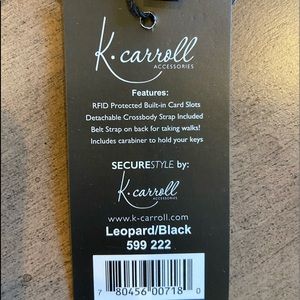 K. carroll
ACCESSORIES
Features:
RFID Protected Built-in Card Slots
Detachable Crossbody Strap Included
Belt Strap on back for taking walks!
Includes carabiner to hold your keys
SECURESTYLE by:
K. carroll
ACCESSORIES
www.k-carroll.com
Leopard/Black
599 222
7 80456 00718 0